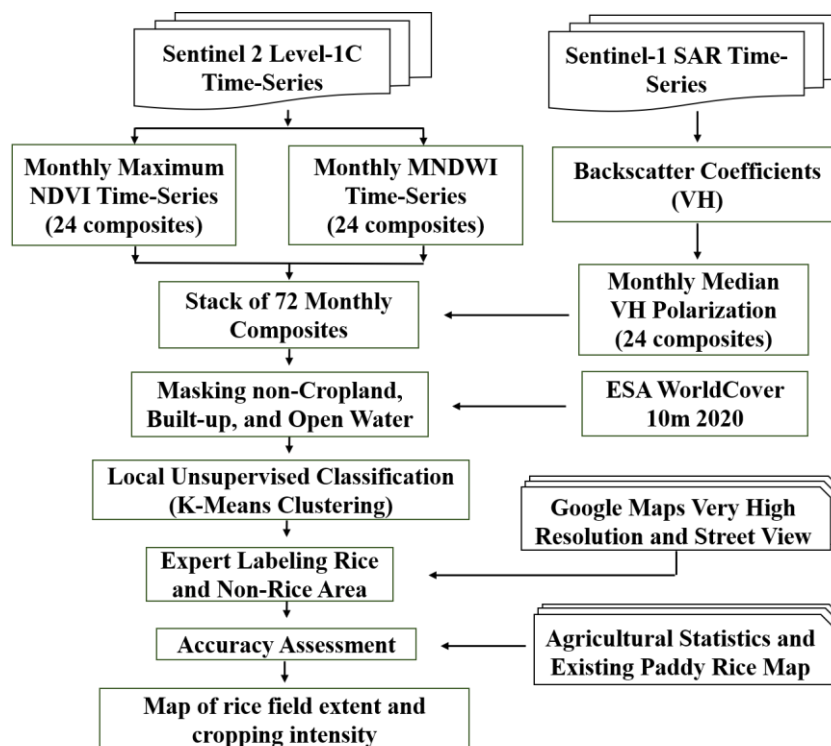 Sentinel 2 Level-1C
Time-Series
Sentinel-1 SAR Time-
Series
Monthly Maximum
NDVI Time-Series
(24 composites)
Monthly MNDWI
Time-Series
(24 composites)
Backscatter Coefficients
(VH)
Stack of 72 Monthly
Composites
Monthly Median
VH Polarization
(24 composites)
Masking non-Cropland,
Built-up, and Open Water
ESA WorldCover
10m 2020
Local Unsupervised Classification
(K-Means Clustering)
Google Maps Very High
Resolution and Street View
Expert Labeling Rice
and Non-Rice Area
Accuracy Assessment
Agricultural Statistics and
Existing Paddy Rice Map
Map of rice field extent and
cropping intensity